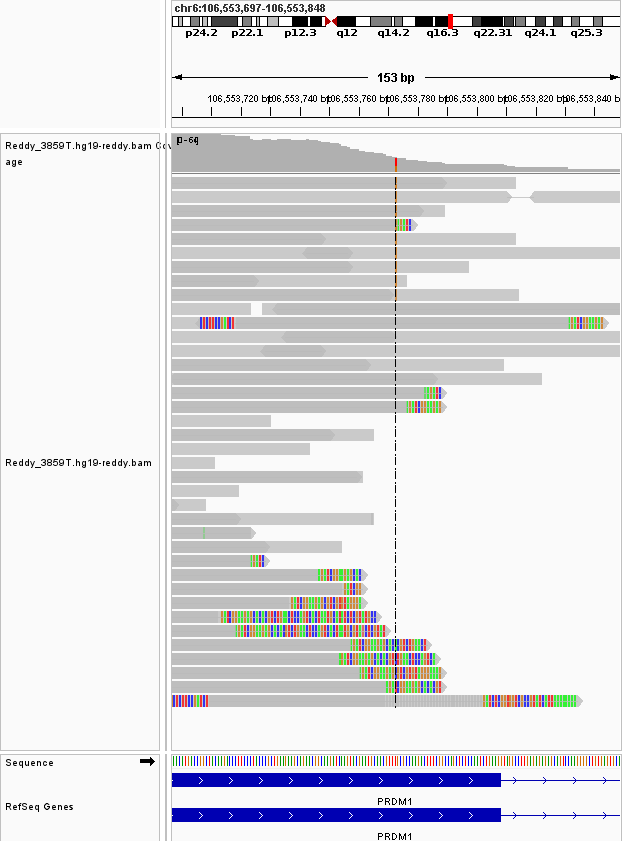 chr6:106,553,697-106,553,848
p24.2 p22.1 p12.3 q12 q14.2 q16.3 q22.31 q24.1 q25.3
153 bp
106,553,720 bp 106,553,740 bp 106,553,760 bp 106,553,780 bp 106,553,800 bp 106,553,820 bp 106,553,840 bp
Reddy_3859T.hg19-reddy.bam Cov
age
Reddy_3859T.hg19-reddy.bam
Sequence
PRDM1
RefSeq Genes
PRDM1